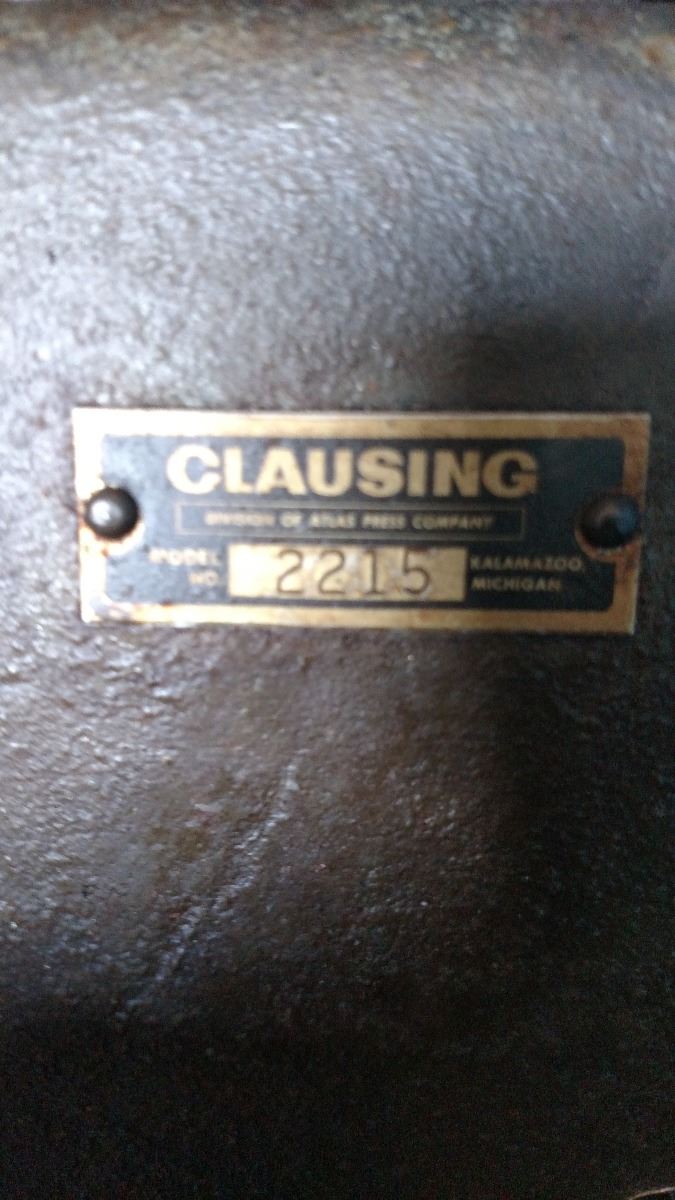 CLAUSING
DIVISION OF ATLAS PRESS COMPANY
MODEL NO. 2215
KALAMAZOO, MICHIGAN